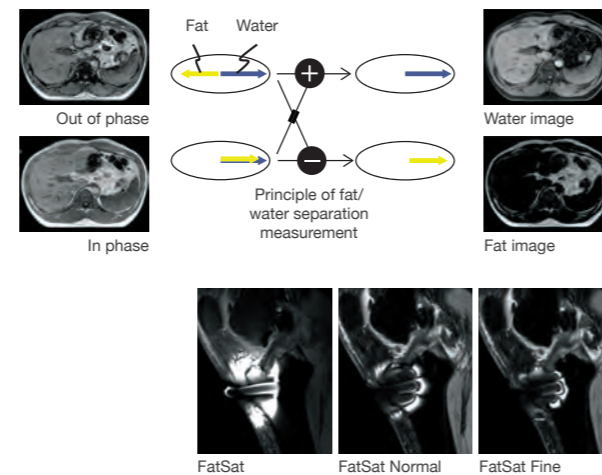 Fat Water
Out of phase
Water image
+
−
In phase
Principle of fat/
water separation
measurement
Fat image
FatSat
FatSat Normal
FatSat Fine